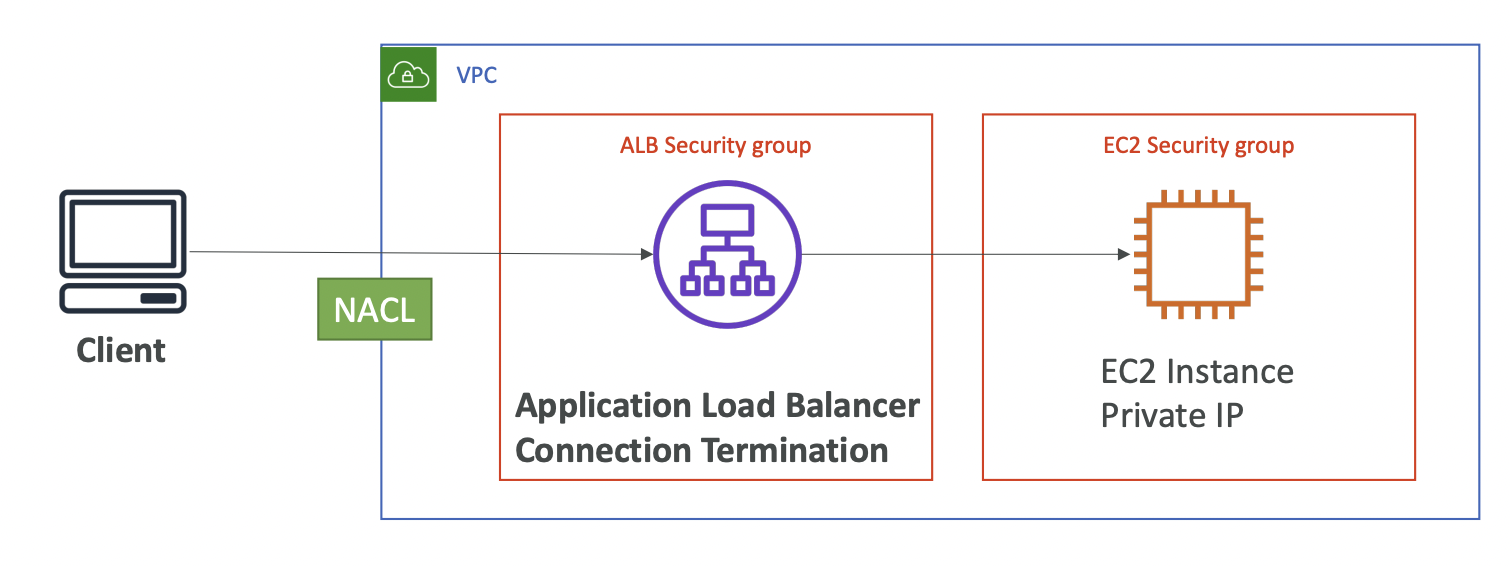 VPC
ALB Security group
EC2 Security group
NACL
Client
Application Load Balancer
Connection Termination
EC2 Instance
Private IP